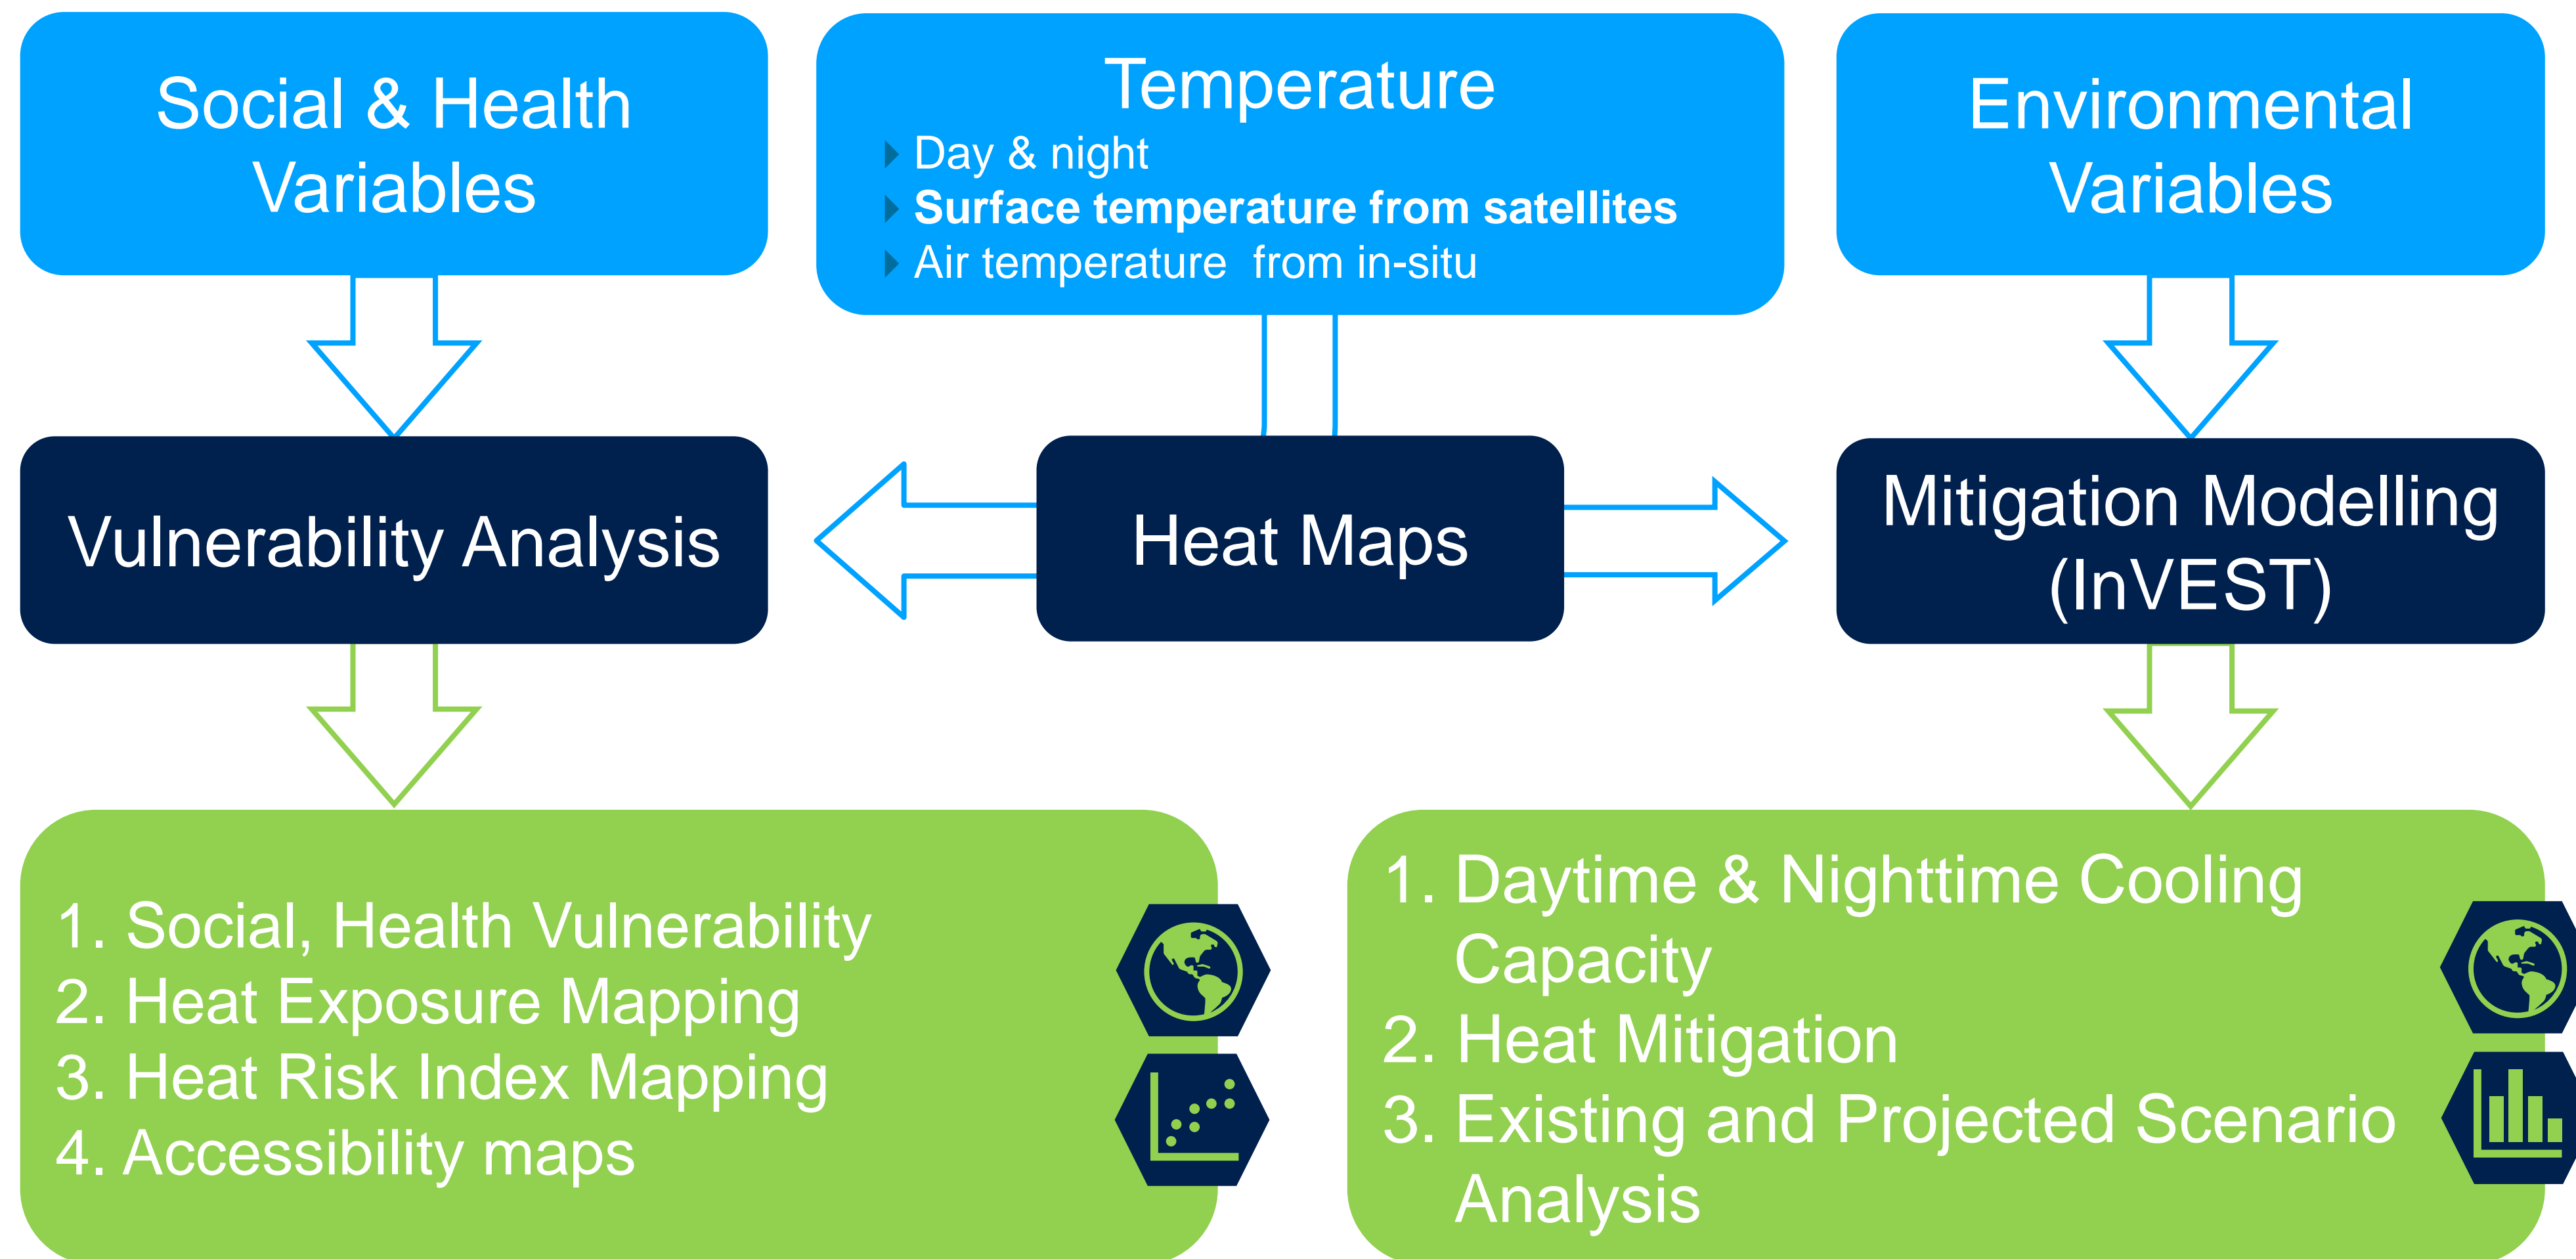 Social & Health
Variables
Temperature
Day & night
Surface temperature from satellites
Air temperature from in-situ
Environmental
Variables
Vulnerability Analysis
Heat Maps
Mitigation Modelling
(InVEST)
1. Social, Health Vulnerability
2. Heat Exposure Mapping
3. Heat Risk Index Mapping
4. Accessibility maps
1. Daytime & Nighttime Cooling
Capacity
2. Heat Mitigation
3. Existing and Projected Scenario
Analysis